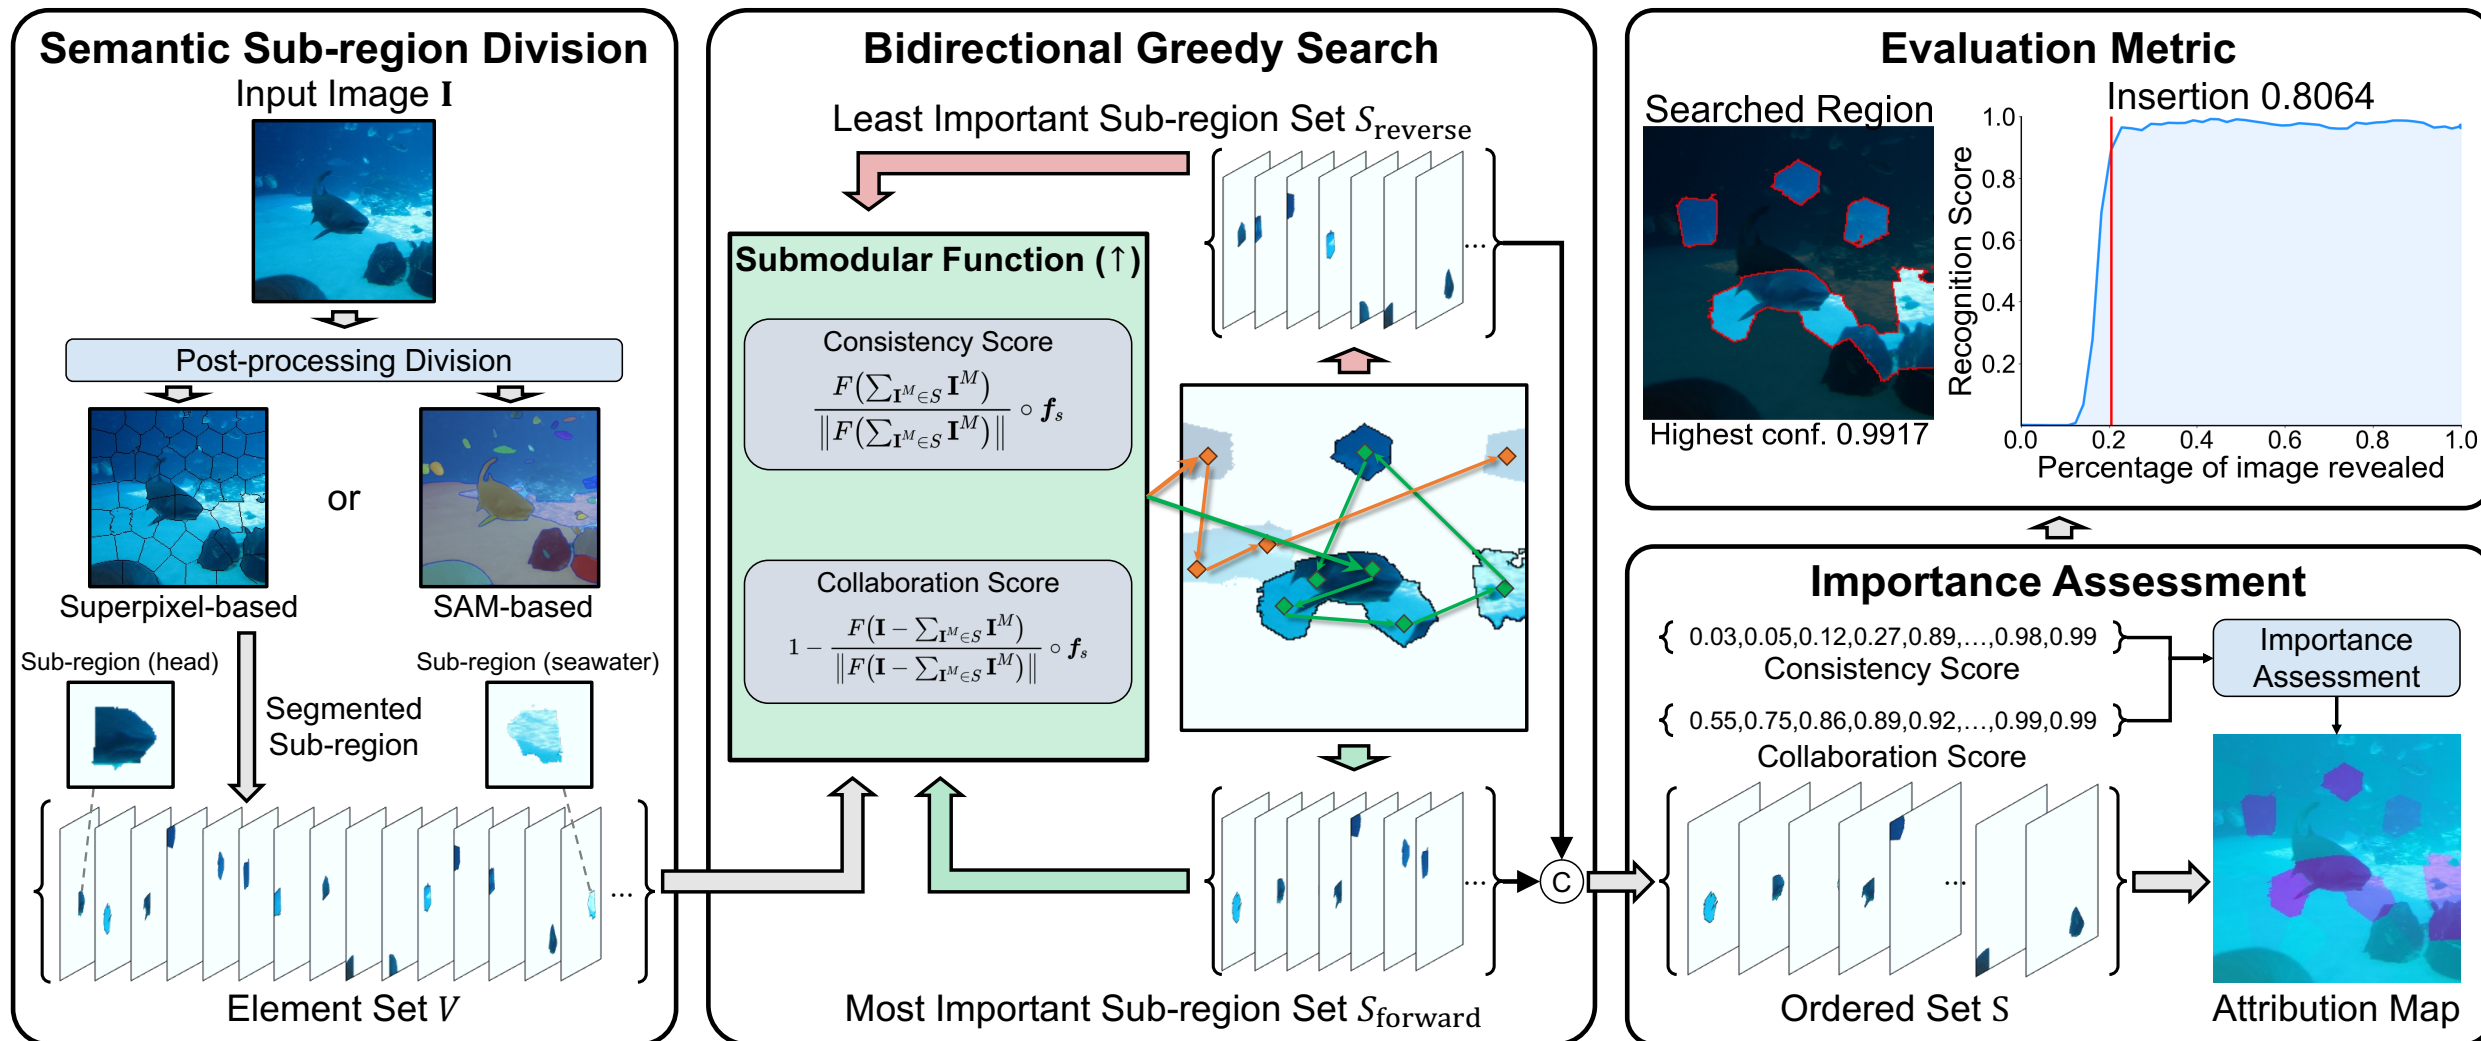 Semantic Sub-region Division
Input Image I
Post-processing Division
or
Superpixel-based
SAM-based
Sub-region (head)
Sub-region (seawater)
Segmented
Sub-region
...
Element Set V
Bidirectional Greedy Search
Least Important Sub-region Set S_reverse
...
Submodular Function (↑)
Consistency Score
F(∑_{I^M∈S} I^M) / ‖F(∑_{I^M∈S} I^M)‖ ∘ f_s
Collaboration Score
1 − F(I − ∑_{I^M∈S} I^M) / ‖F(I − ∑_{I^M∈S} I^M)‖ ∘ f_s
...
C
Most Important Sub-region Set S_forward
Evaluation Metric
Searched Region
Highest conf. 0.9917
Insertion 0.8064
Recognition Score
1.0
0.8
0.6
0.4
0.2
0.0 0.2 0.4 0.6 0.8 1.0
Percentage of image revealed
Importance Assessment
{ 0.03,0.05,0.12,0.27,0.89,...,0.98,0.99 }
Consistency Score
{ 0.55,0.75,0.86,0.89,0.92,...,0.99,0.99 }
Collaboration Score
Importance
Assessment
...
Ordered Set S
Attribution Map